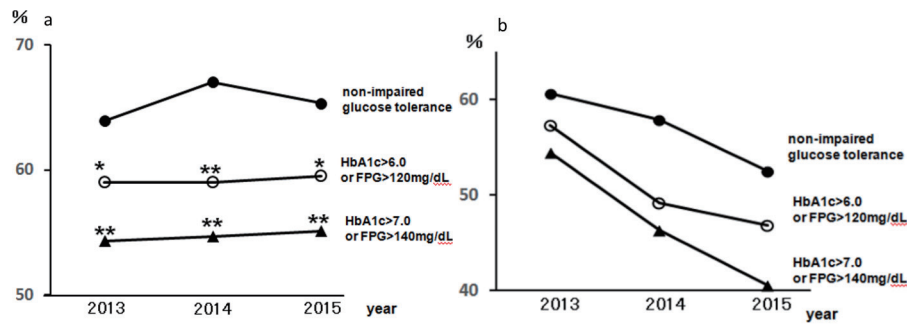 % a
70
60
50
* ** *
** ** **
non-impaired
glucose tolerance
HbA1c>6.0
or FPG>120mg/dL
HbA1c>7.0
or FPG>140mg/dL
2013 2014 2015 year
b
%
60
50
40
non-impaired
glucose tolerance
HbA1c>6.0
or FPG>120mg/dL
HbA1c>7.0
or FPG>140mg/dL
2013 2014 2015 year